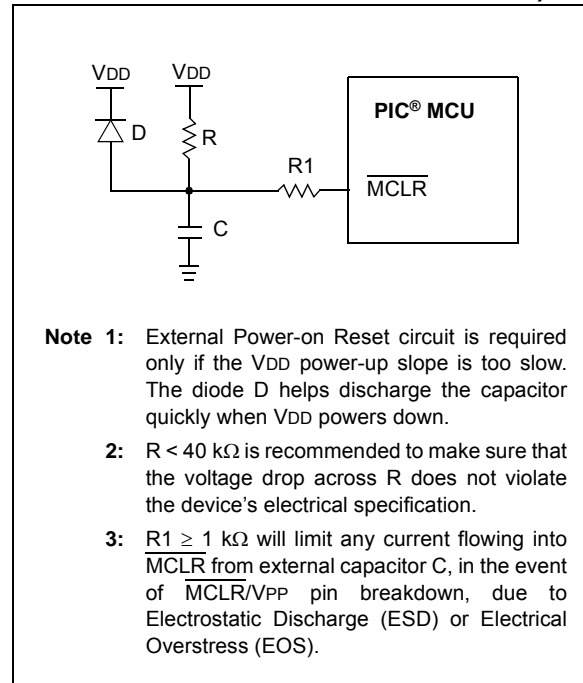 VDD VDD
D
R
R1
C
PIC® MCU
MCLR
Note 1: External Power-on Reset circuit is required
only if the VDD power-up slope is too slow.
The diode D helps discharge the capacitor
quickly when VDD powers down.
2: R < 40 kΩ is recommended to make sure that
the voltage drop across R does not violate
the device’s electrical specification.
3: R1 ≥ 1 kΩ will limit any current flowing into
MCLR from external capacitor C, in the event
of MCLR/VPP pin breakdown, due to
Electrostatic Discharge (ESD) or Electrical
Overstress (EOS).